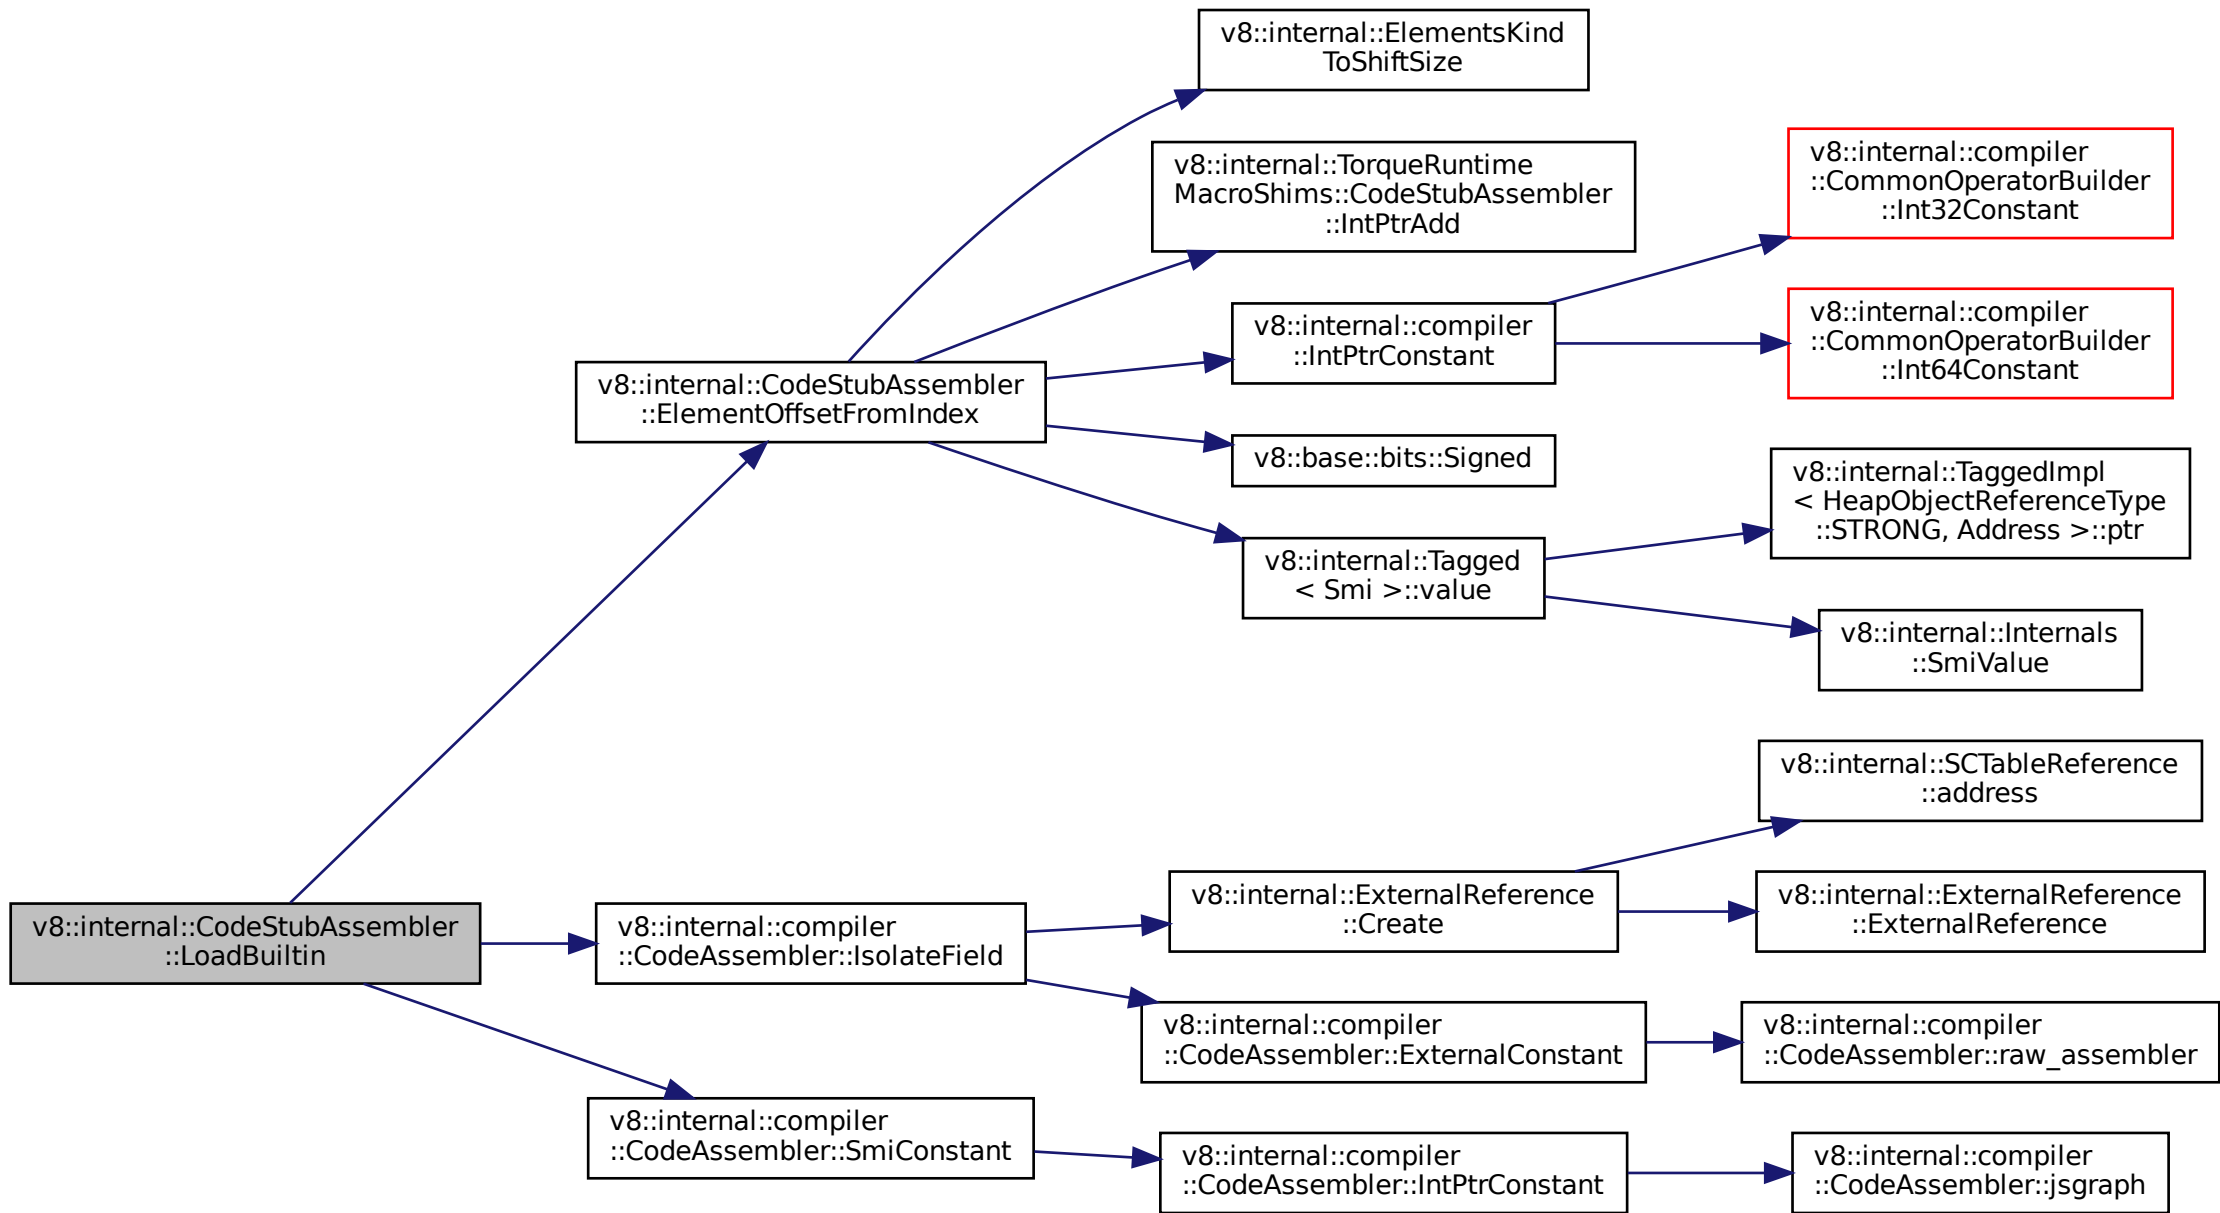 v8::internal::ElementsKind
ToShiftSize
v8::internal::TorqueRuntime
MacroShims::CodeStubAssembler
::IntPtrAdd
v8::internal::compiler
::CommonOperatorBuilder
::Int32Constant
v8::internal::compiler
::IntPtrConstant
v8::internal::compiler
::CommonOperatorBuilder
::Int64Constant
v8::internal::CodeStubAssembler
::ElementOffsetFromIndex
v8::base::bits::Signed
v8::internal::TaggedImpl
< HeapObjectReferenceType
::STRONG, Address >::ptr
v8::internal::Tagged
< Smi >::value
v8::internal::Internals
::SmiValue
v8::internal::SCTableReference
::address
v8::internal::CodeStubAssembler
::LoadBuiltin
v8::internal::compiler
::CodeAssembler::IsolateField
v8::internal::ExternalReference
::Create
v8::internal::ExternalReference
::ExternalReference
v8::internal::compiler
::CodeAssembler::ExternalConstant
v8::internal::compiler
::CodeAssembler::raw_assembler
v8::internal::compiler
::CodeAssembler::SmiConstant
v8::internal::compiler
::CodeAssembler::IntPtrConstant
v8::internal::compiler
::CodeAssembler::jsgraph